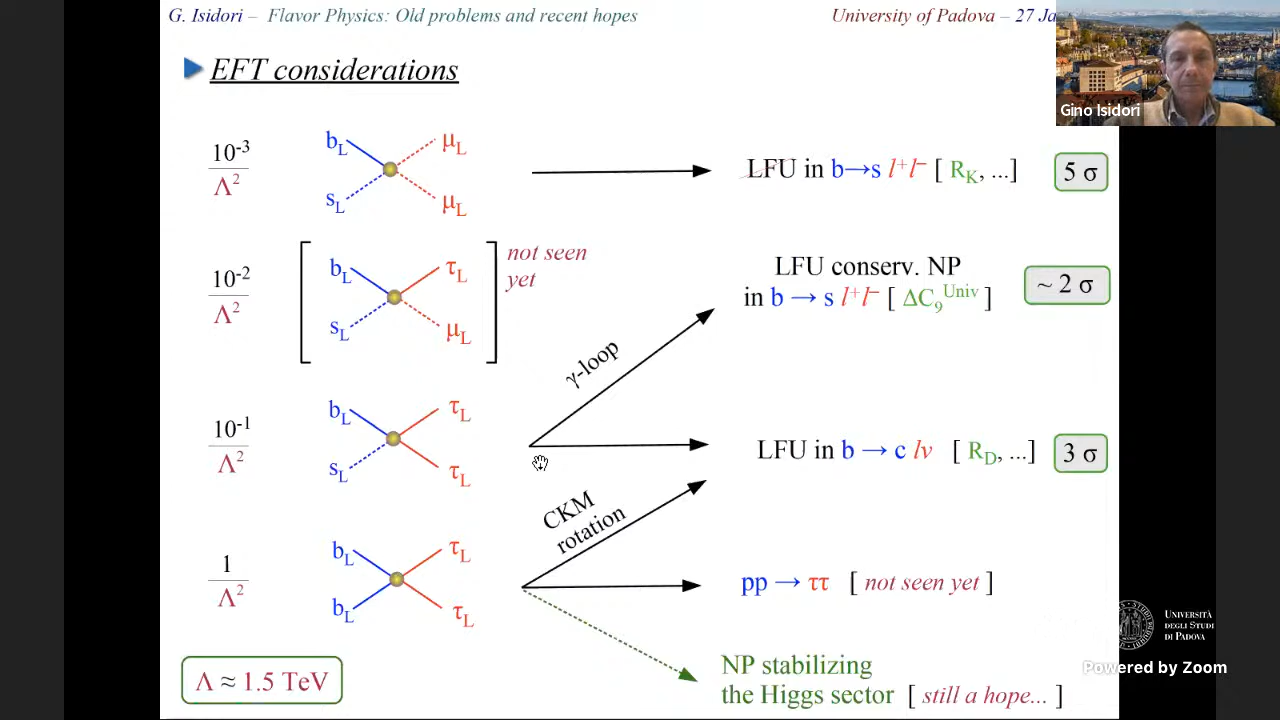 G. Isidori – Flavor Physics: Old problems and recent hopes
University of Padova – 27 Ja
Gino Isidori
EFT considerations
10⁻³
Λ²
b_L
μ_L
s_L
μ_L
LFU in b→s l⁺l⁻ [ R_K, ...]
5 σ
10⁻²
Λ²
b_L
τ_L
s_L
μ_L
not seen
yet
LFU conserv. NP
in b → s l⁺l⁻ [ ΔC₉^Univ ]
~ 2 σ
γ-loop
10⁻¹
Λ²
b_L
τ_L
s_L
τ_L
LFU in b → c lν [ R_D, ...]
3 σ
CKM
rotation
1
Λ²
b_L
τ_L
b_L
τ_L
pp → ττ [ not seen yet ]
NP stabilizing
the Higgs sector [ still a hope... ]
Λ ≈ 1.5 TeV
UNIVERSITÀ
DEGLI STUDI
DI PADOVA
Powered by Zoom